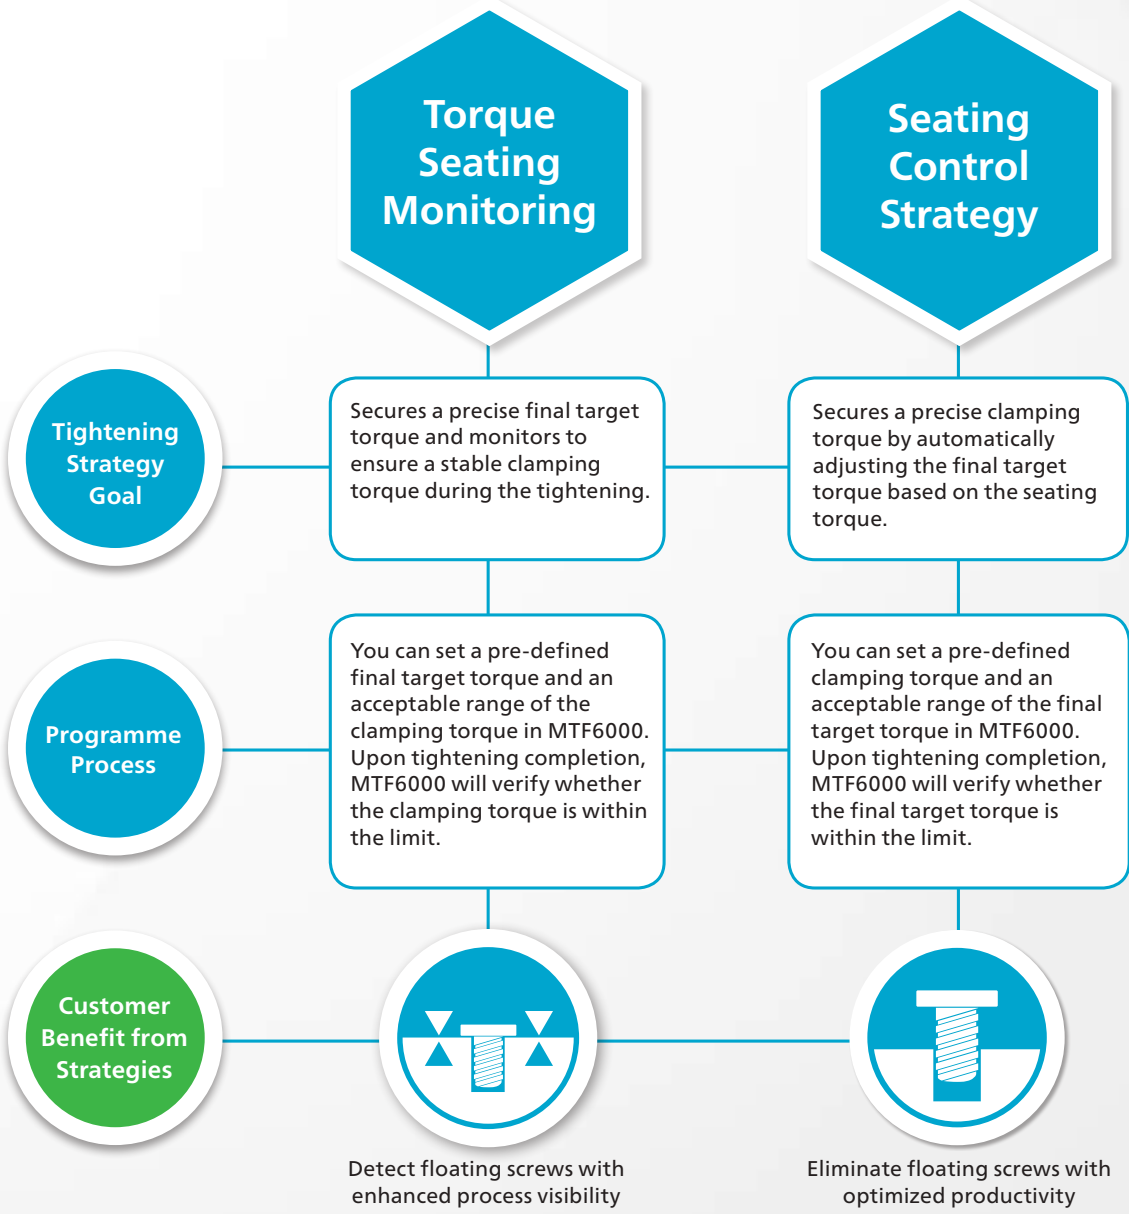 Torque
Seating
Monitoring
Seating
Control
Strategy
Tightening
Strategy
Goal
Secures a precise final target
torque and monitors to
ensure a stable clamping
torque during the tightening.
Secures a precise clamping
torque by automatically
adjusting the final target
torque based on the seating
torque.
Programme
Process
You can set a pre-defined
final target torque and an
acceptable range of the
clamping torque in MTF6000.
Upon tightening completion,
MTF6000 will verify whether
the clamping torque is within
the limit.
You can set a pre-defined
clamping torque and an
acceptable range of the final
target torque in MTF6000.
Upon tightening completion,
MTF6000 will verify whether
the final target torque is
within the limit.
Customer
Benefit from
Strategies
Detect floating screws with
enhanced process visibility
Eliminate floating screws with
optimized productivity